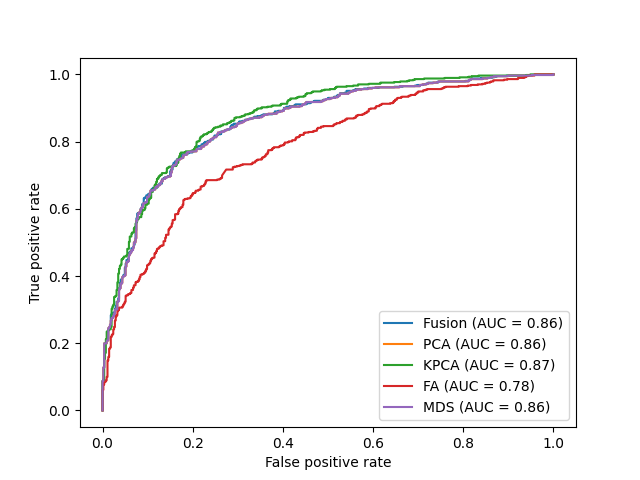 1.0
0.8
0.6
0.4
0.2
0.0
True positive rate
Fusion (AUC = 0.86)
PCA (AUC = 0.86)
KPCA (AUC = 0.87)
FA (AUC = 0.78)
MDS (AUC = 0.86)
0.0 0.2 0.4 0.6 0.8 1.0
False positive rate